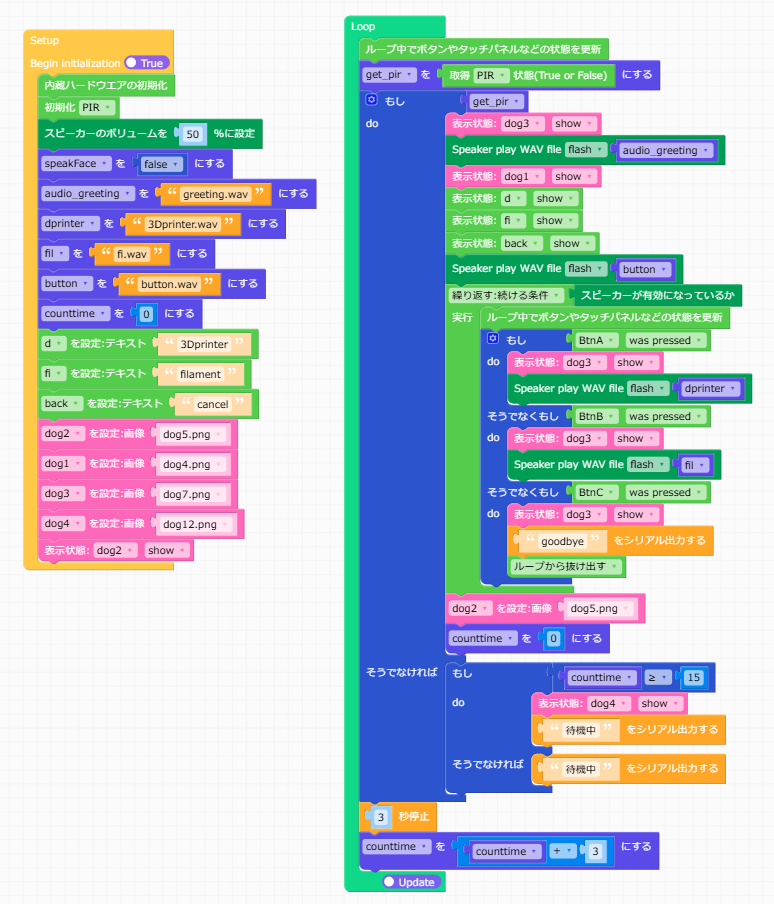 Setup
Begin initialization True
内蔵ハードウエアの初期化
初期化 PIR
スピーカーのボリュームを 50 %に設定
speakFace を false にする
audio_greeting を “ greeting.wav ” にする
dprinter を “ 3Dprinter.wav ” にする
fil を “ fi.wav ” にする
button を “ button.wav ” にする
counttime を 0 にする
d を設定:テキスト “ 3Dprinter ”
fi を設定:テキスト “ filament ”
back を設定:テキスト “ cancel ”
dog2 を設定:画像 dog5.png
dog1 を設定:画像 dog4.png
dog3 を設定:画像 dog7.png
dog4 を設定:画像 dog12.png
表示状態: dog2 show
Loop
ループ中でボタンやタッチパネルなどの状態を更新
get_pir を 取得 PIR 状態(True or False) にする
もし get_pir
do 表示状態: dog3 show
Speaker play WAV file flash audio_greeting
表示状態: dog1 show
表示状態: d show
表示状態: fi show
表示状態: back show
Speaker play WAV file flash button
繰り返す:続ける条件 スピーカーが有効になっているか
実行 ループ中でボタンやタッチパネルなどの状態を更新
もし BtnA was pressed
do 表示状態: dog3 show
Speaker play WAV file flash dprinter
そうでなくもし BtnB was pressed
do 表示状態: dog3 show
Speaker play WAV file flash fil
そうでなくもし BtnC was pressed
do 表示状態: dog3 show
“ goodbye ” をシリアル出力する
ループから抜け出す
dog2 を設定:画像 dog5.png
counttime を 0 にする
そうでなければ もし counttime ≥ 15
do 表示状態: dog4 show
“ 待機中 ” をシリアル出力する
そうでなければ “ 待機中 ” をシリアル出力する
3 秒停止
counttime を counttime + 3 にする
Update